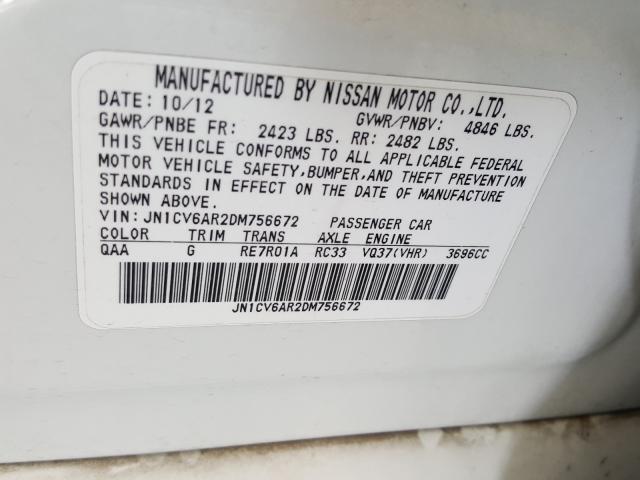 MANUFACTURED BY NISSAN MOTOR CO.,LTD.
DATE: 10/12 GVWR/PNBV: 4846 LBS.
GAWR/PNBE FR: 2423 LBS. RR: 2482 LBS.
THIS VEHICLE CONFORMS TO ALL APPLICABLE FEDERAL
MOTOR VEHICLE SAFETY, BUMPER, AND THEFT PREVENTION
STANDARDS IN EFFECT ON THE DATE OF MANUFACTURE
SHOWN ABOVE.
VIN: JN1CV6AR2DM756672 PASSENGER CAR
COLOR TRIM TRANS AXLE ENGINE
QAA G RE7R01A RC33 VQ37(VHR) 3696CC
JN1CV6AR2DM756672